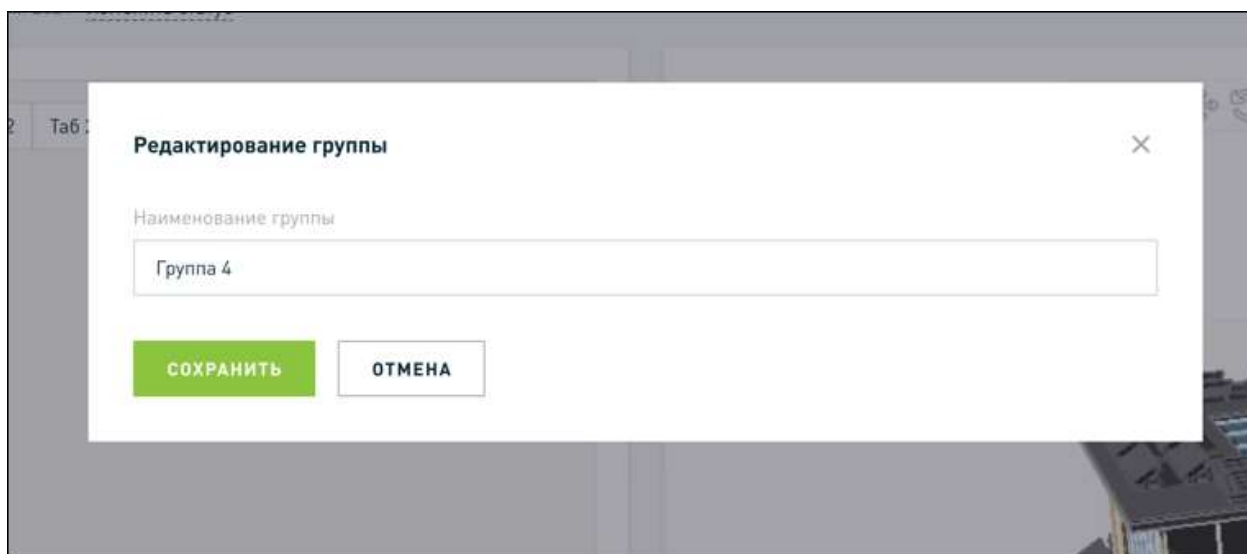 Таб
Редактирование группы
Наименование группы
Группа 4
СОХРАНИТЬ
ОТМЕНА